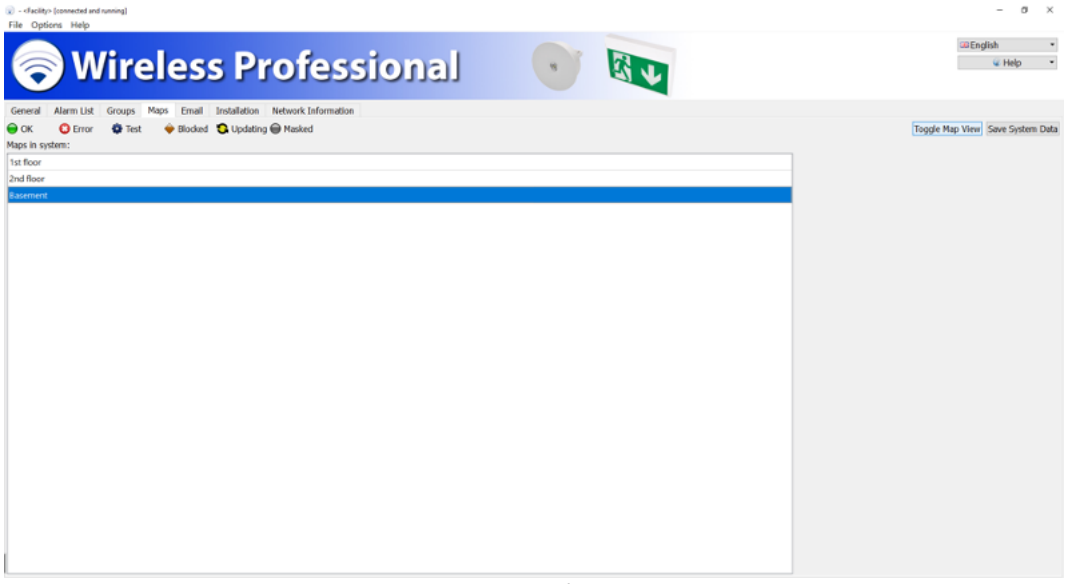 - <Facility> [connected and running]
File Options Help
Wireless Professional
English
Help
General Alarm List Groups Maps Email Installation Network Information
OK Error Test Blocked Updating Masked
Toggle Map View Save System Data
Maps in system:
1st floor
2nd floor
Basement